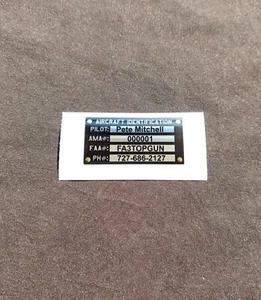 AIRCRAFT IDENTIFICATION
PILOT: Pete Mitchell
AMA#: 000001
FAA#: FA3TOPGUN
PH#: 727-686-2127